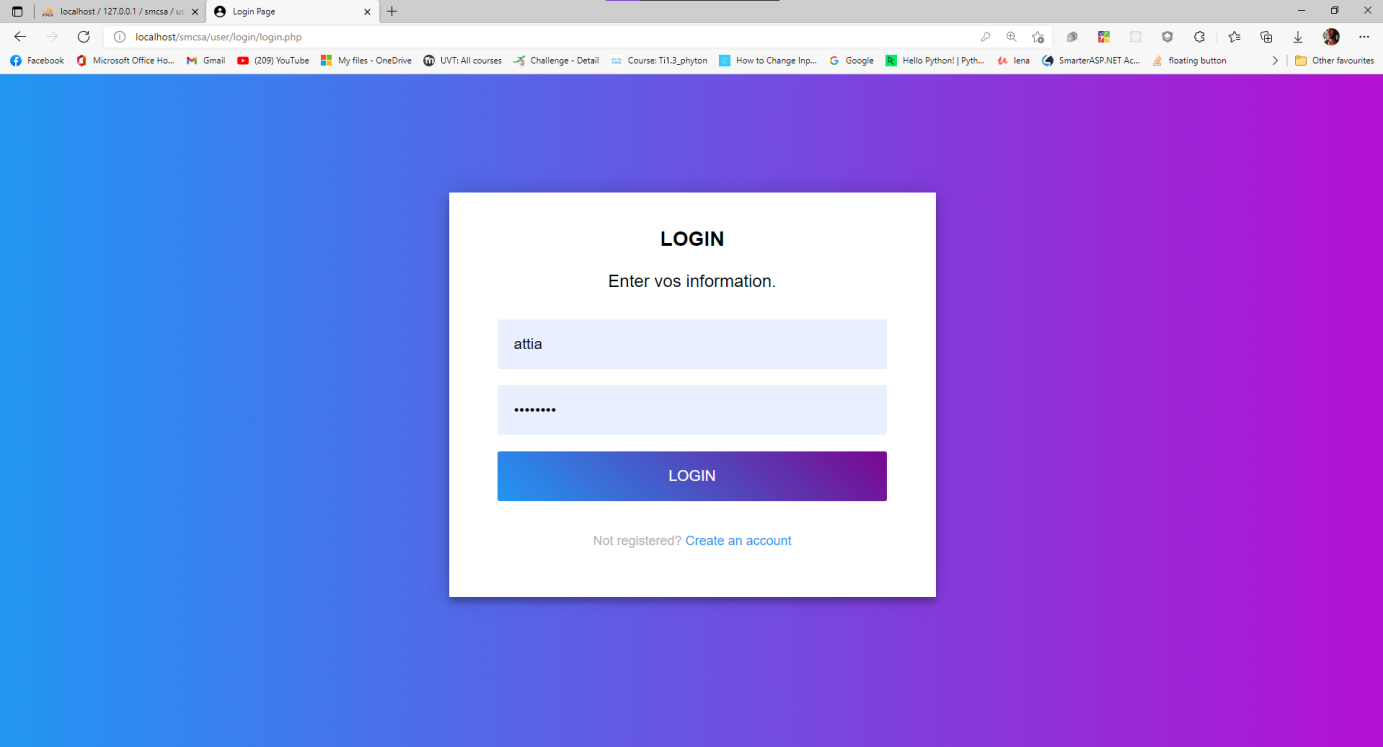 localhost / 127.0.0.1 / smcsa / us
Login Page
localhost/smcsa/user/login/login.php
Facebook
Microsoft Office Ho...
Gmail
(209) YouTube
My files - OneDrive
UVT: All courses
Challenge - Detail
Course: Ti1.3_phyton
How to Change Inp...
Google
Hello Python! | Pyth...
lena
SmarterASP.NET Ac...
floating button
Other favourites
LOGIN
Enter vos information.
attia
••••••••
LOGIN
Not registered? Create an account